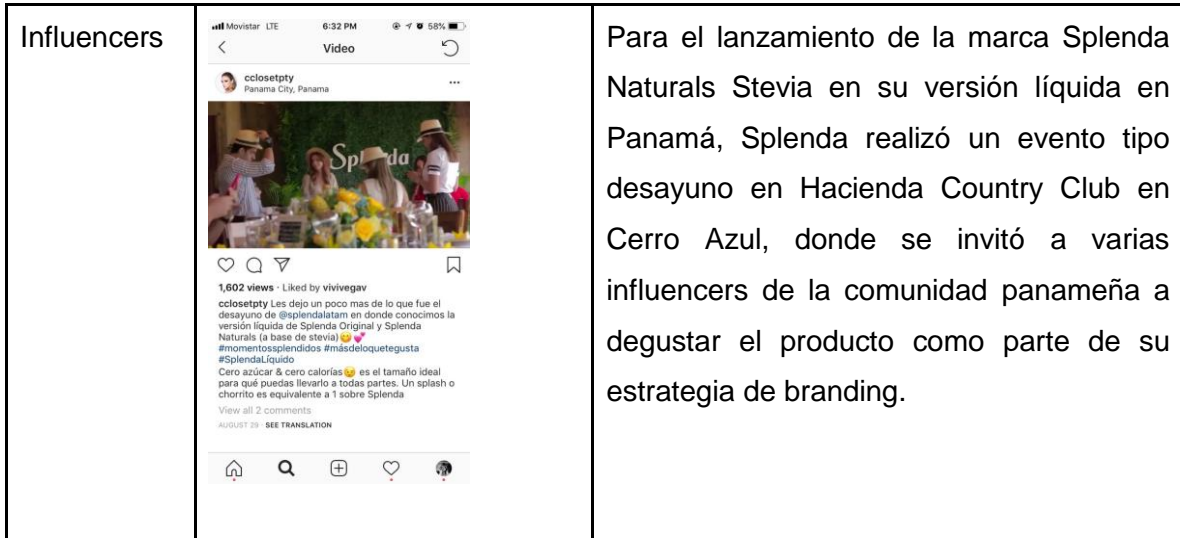 Influencers
Movistar LTE 6:32 PM 58%
Video
cclosetpty
Panama City, Panama
Splenda
1,602 views · Liked by vivivegav
cclosetpty Les dejo un poco mas de lo que fue el
desayuno de @splendalatam en donde conocimos la
versión líquida de Splenda Original y Splenda
Naturals (a base de stevia)😋💕
#momentossplendidos #másdeloquetegusta
#SplendaLíquido
Cero azúcar & cero calorías😉 es el tamaño ideal
para qué puedas llevarlo a todas partes. Un splash o
chorrito es equivalente a 1 sobre Splenda
View all 2 comments
AUGUST 29 · SEE TRANSLATION
Para el lanzamiento de la marca Splenda
Naturals Stevia en su versión líquida en
Panamá, Splenda realizó un evento tipo
desayuno en Hacienda Country Club en
Cerro Azul, donde se invitó a varias
influencers de la comunidad panameña a
degustar el producto como parte de su
estrategia de branding.